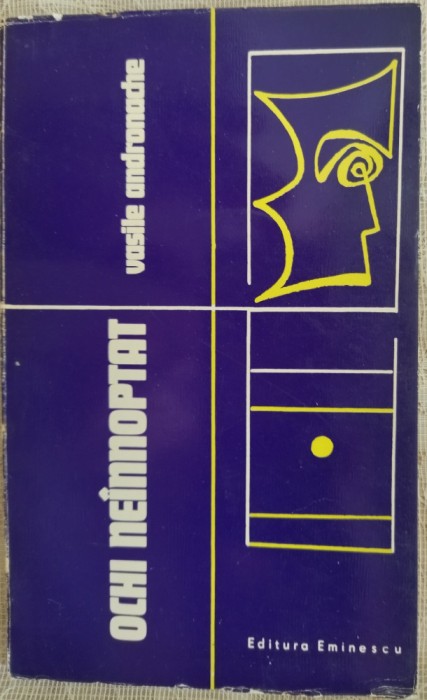 vasile andronache
OCHI NEÎNNOPTAT
Editura Eminescu